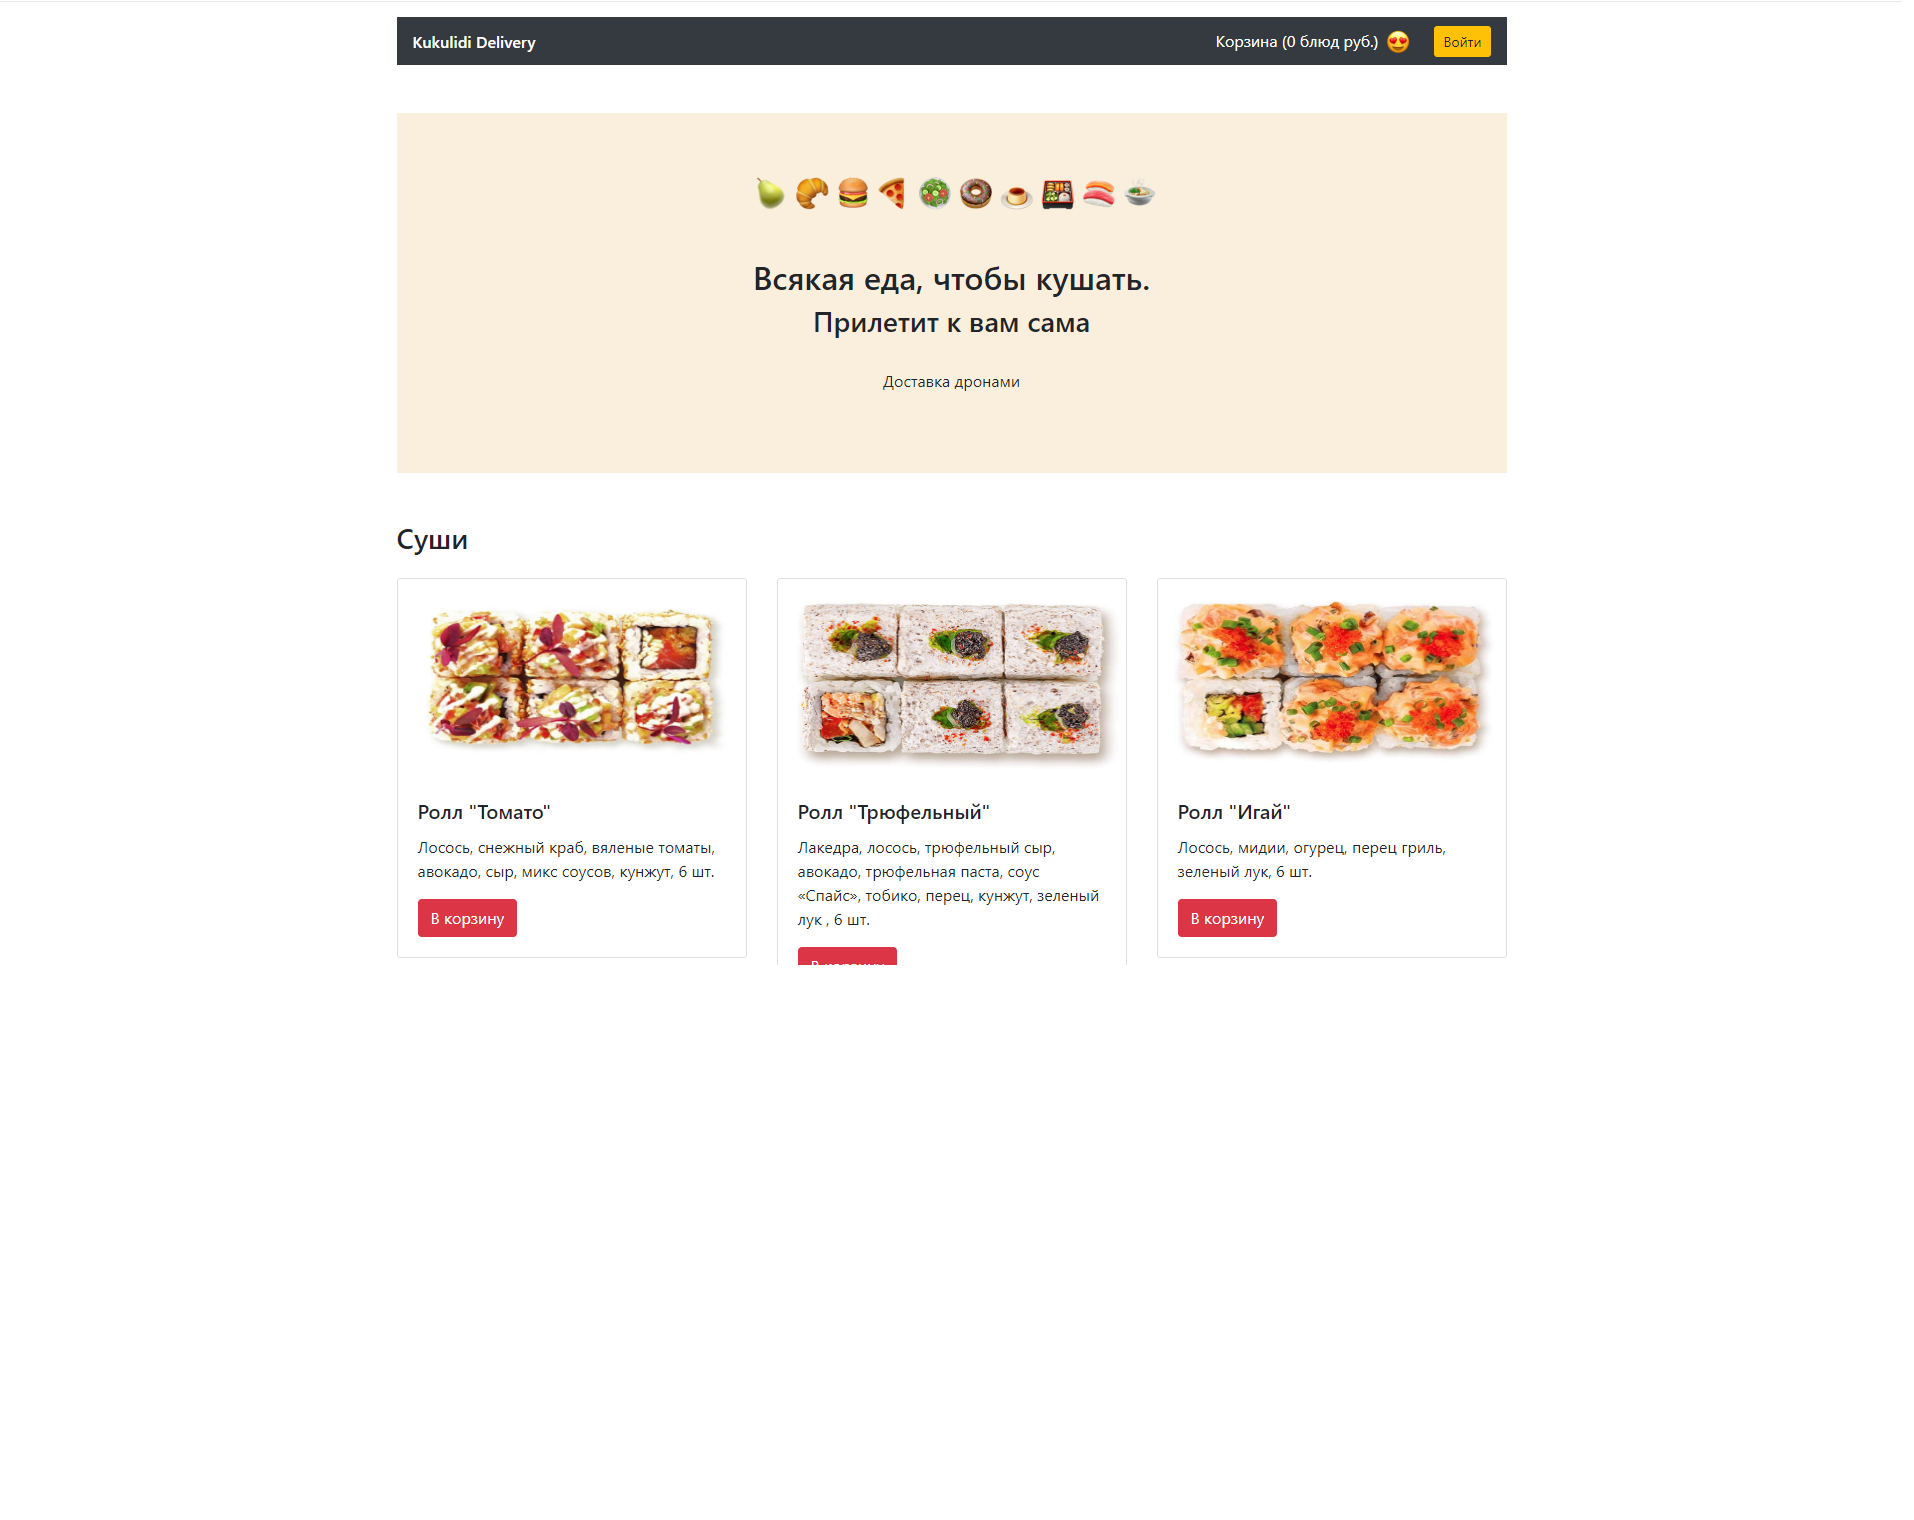 Kukulidi Delivery
Корзина (0 блюд руб.) 😍
Войти
Всякая еда, чтобы кушать.
Прилетит к вам сама
Доставка дронами
Суши
Ролл "Томато"
Лосось, снежный краб, вяленые томаты,
авокадо, сыр, микс соусов, кунжут, 6 шт.
В корзину
Ролл "Трюфельный"
Лакедра, лосось, трюфельный сыр,
авокадо, трюфельная паста, соус
«Спайс», тобико, перец, кунжут, зеленый
лук , 6 шт.
В корзину
Ролл "Игай"
Лосось, мидии, огурец, перец гриль,
зеленый лук, 6 шт.
В корзину